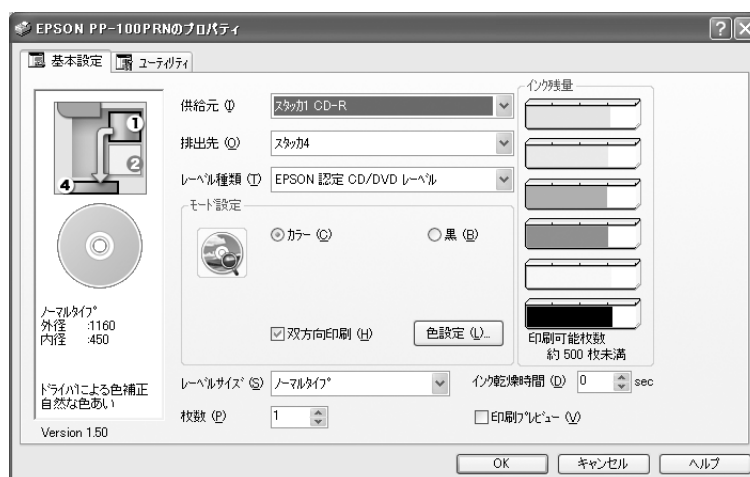 EPSON PP-100PRNのプロパティ
基本設定 ユーティリティ
供給元 (I) スタッカ1 CD-R
排出先 (O) スタッカ4
レーベル種類 (T) EPSON 認定 CD/DVD レーベル
モード設定
カラー (C) 黒 (B)
双方向印刷 (H) 色設定 (L)...
インク残量
印刷可能枚数
約 500 枚未満
レーベルサイズ (S) ノーマルタイプ
インク乾燥時間 (D) 0 sec
枚数 (P) 1
印刷プレビュー (V)
1
2
4
ノーマルタイプ
外径 :1160
内径 :450
ドライバによる色補正
自然な色あい
Version 1.50
OK キャンセル ヘルプ